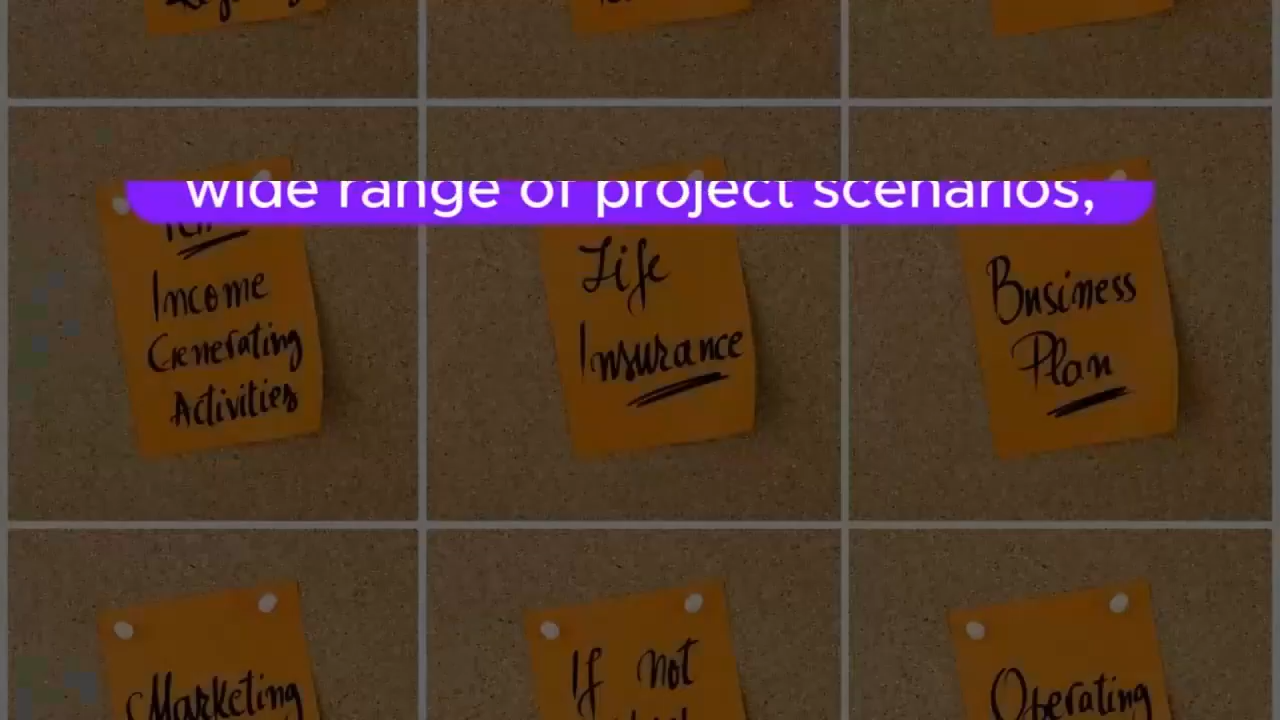 wide range of project scenarios,
Income
Generating
Activities
Life
Insurance
Business
Plan
Marketing
If not
Operating